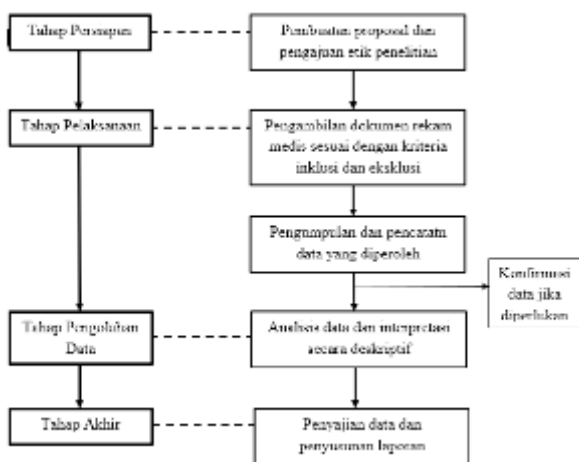 Tahap Persiapan
Pembuatan proposal dan
pengajuan etik penelitian
Tahap Pelaksanaan
Pengambilan dokumen rekam
medis sesuai dengan kriteria
inklusi dan eksklusi
Pengumpulan dan pencatatn
data yang diperoleh
Konfirmasi
data jika
diperlukan
Tahap Pengolahan
Data
Analisis data dan interpretasi
secara deskriptif
Tahap Akhir
Penyajian data dan
penyusunan laporan